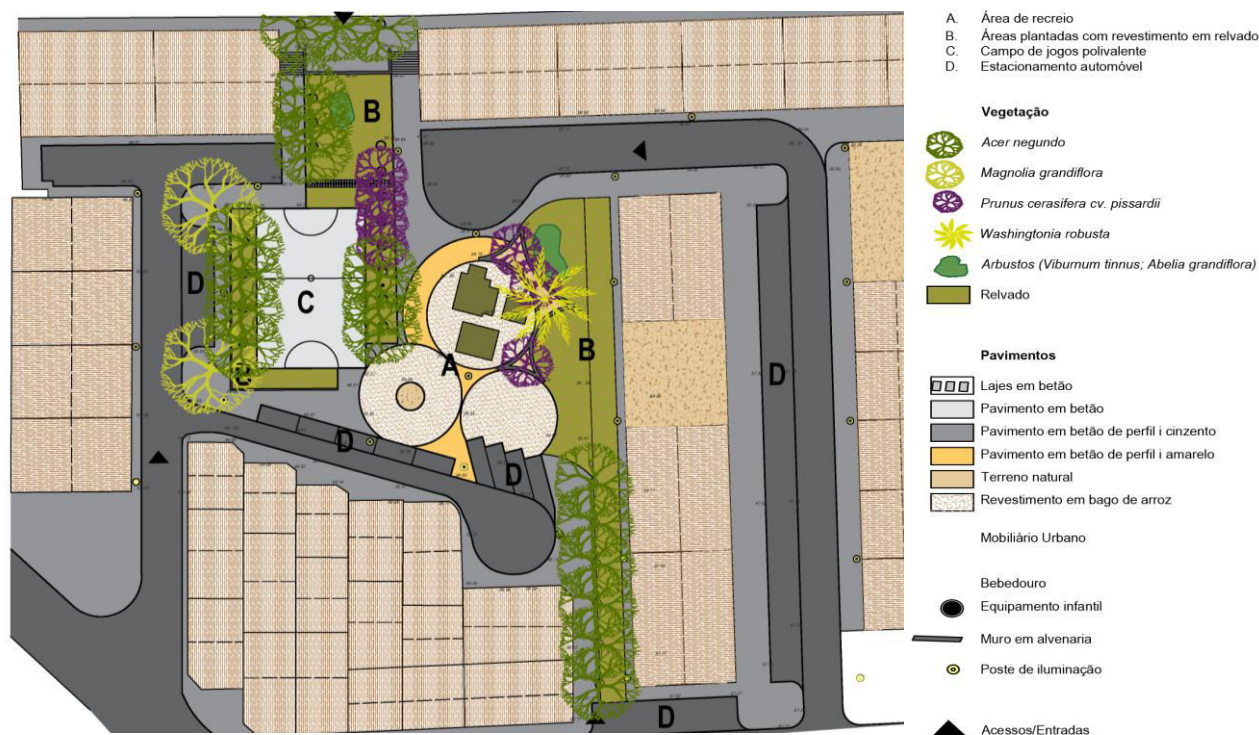 A. Área de recreio
B. Áreas plantadas com revestimento em relvado
C. Campo de jogos polivalente
D. Estacionamento automóvel
Vegetação
Acer negundo
Magnolia grandiflora
Prunus cerasifera cv. pissardii
Washingtonia robusta
Arbustos (Viburnum tinnus; Abelia grandiflora)
Relvado
Pavimentos
Lajes em betão
Pavimento em betão
Pavimento em betão de perfil i cinzento
Pavimento em betão de perfil i amarelo
Terreno natural
Revestimento em bago de arroz
Mobiliário Urbano
Bebedouro
Equipamento infantil
Muro em alvenaria
Poste de iluminação
Acessos/Entradas
B
D
C
A
B
D
D
D
D